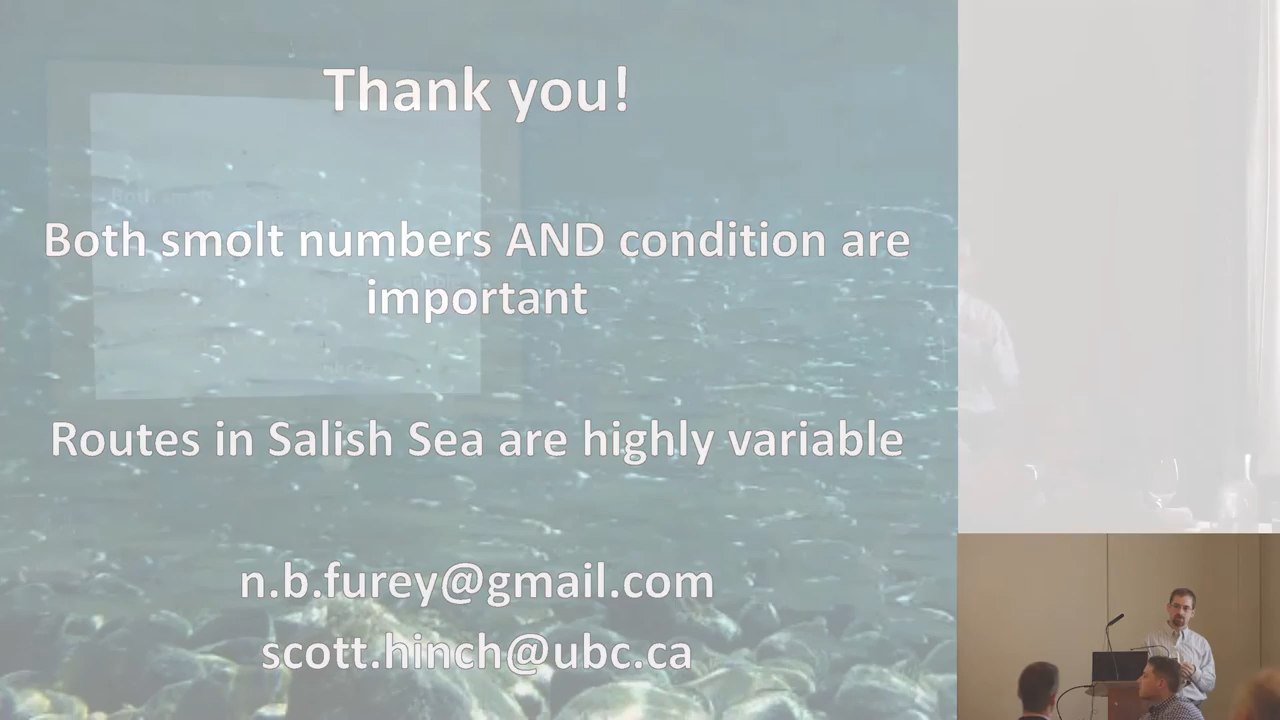 Thank you!
Both smolt numbers AND condition are
important
Routes in Salish Sea are highly variable
n.b.furey@gmail.com
scott.hinch@ubc.ca